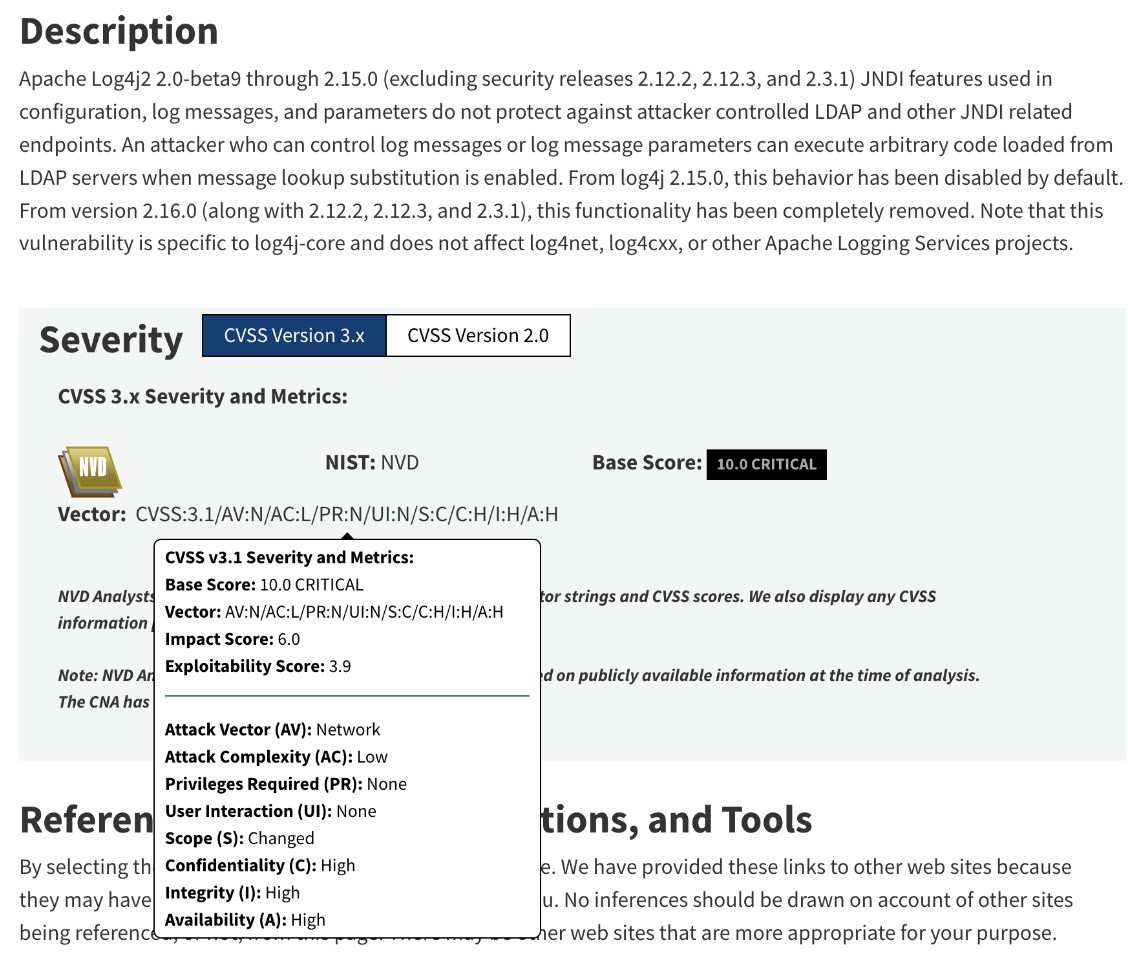 Description
Apache Log4j2 2.0-beta9 through 2.15.0 (excluding security releases 2.12.2, 2.12.3, and 2.3.1) JNDI features used in
configuration, log messages, and parameters do not protect against attacker controlled LDAP and other JNDI related
endpoints. An attacker who can control log messages or log message parameters can execute arbitrary code loaded from
LDAP servers when message lookup substitution is enabled. From log4j 2.15.0, this behavior has been disabled by default.
From version 2.16.0 (along with 2.12.2, 2.12.3, and 2.3.1), this functionality has been completely removed. Note that this
vulnerability is specific to log4j-core and does not affect log4net, log4cxx, or other Apache Logging Services projects.
Severity CVSS Version 3.x CVSS Version 2.0
CVSS 3.x Severity and Metrics:
NVD NIST: NVD Base Score: 10.0 CRITICAL
Vector: CVSS:3.1/AV:N/AC:L/PR:N/UI:N/S:C/C:H/I:H/A:H
CVSS v3.1 Severity and Metrics:
Base Score: 10.0 CRITICAL
Vector: AV:N/AC:L/PR:N/UI:N/S:C/C:H/I:H/A:H
Impact Score: 6.0
Exploitability Score: 3.9
Attack Vector (AV): Network
Attack Complexity (AC): Low
Privileges Required (PR): None
User Interaction (UI): None
Scope (S): Changed
Confidentiality (C): High
Integrity (I): High
Availability (A): High
NVD Analysts tor strings and CVSS scores. We also display any CVSS
information
Note: NVD An ed on publicly available information at the time of analysis.
The CNA has
Referen tions, and Tools
By selecting th e. We have provided these links to other web sites because
they may have u. No inferences should be drawn on account of other sites
being referenced other web sites that are more appropriate for your purpose.